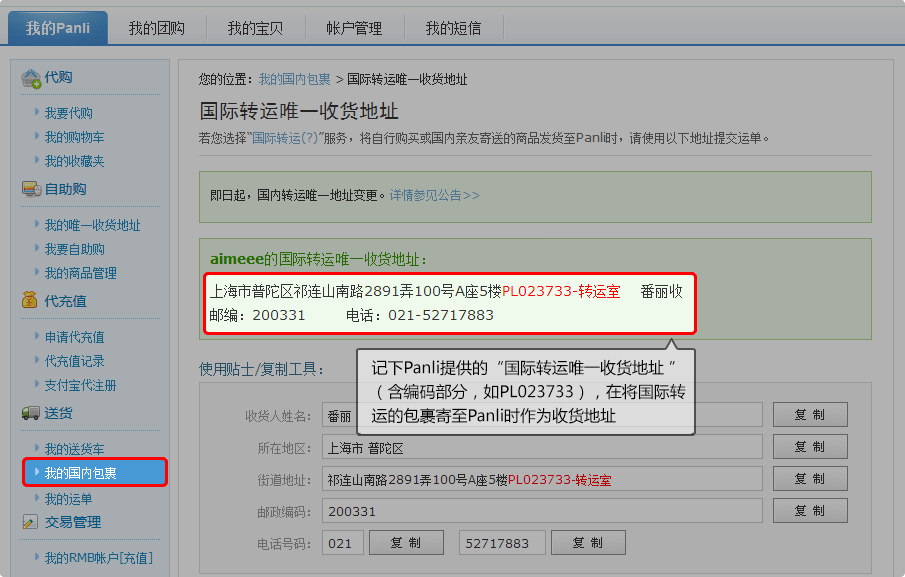 我的Panli 我的团购 我的宝贝 帐户管理 我的短信
代购
我要代购
我的购物车
我的收藏夹
自助购
我的唯一收货地址
我要自助购
我的商品管理
代充值
申请代充值
代充值记录
支付宝代注册
送货
我的送货车
我的国内包裹
我的运单
交易管理
我的RMB帐户[充值]
您的位置：我的国内包裹 > 国际转运唯一收货地址
国际转运唯一收货地址
若您选择“国际转运(?)”服务，将自行购买或国内亲友寄送的商品发货至Panli时，请使用以下地址提交运单。
即日起，国内转运唯一地址变更。详情参见公告>>
aimeee的国际转运唯一收货地址：
上海市普陀区祁连山南路2891弄100号A座5楼PL023733-转运室 番丽收
邮编：200331 电话：021-52717883
使用贴士/复制工具：
记下Panli提供的“国际转运唯一收货地址 ”
（含编码部分，如PL023733），在将国际转
运的包裹寄至Panli时作为收货地址
收货人姓名： 番丽 复 制
所在地区： 上海市 普陀区 复 制
街道地址： 祁连山南路2891弄100号A座5楼PL023733-转运室 复 制
邮政编码： 200331 复 制
电话号码： 021 复 制 52717883 复 制